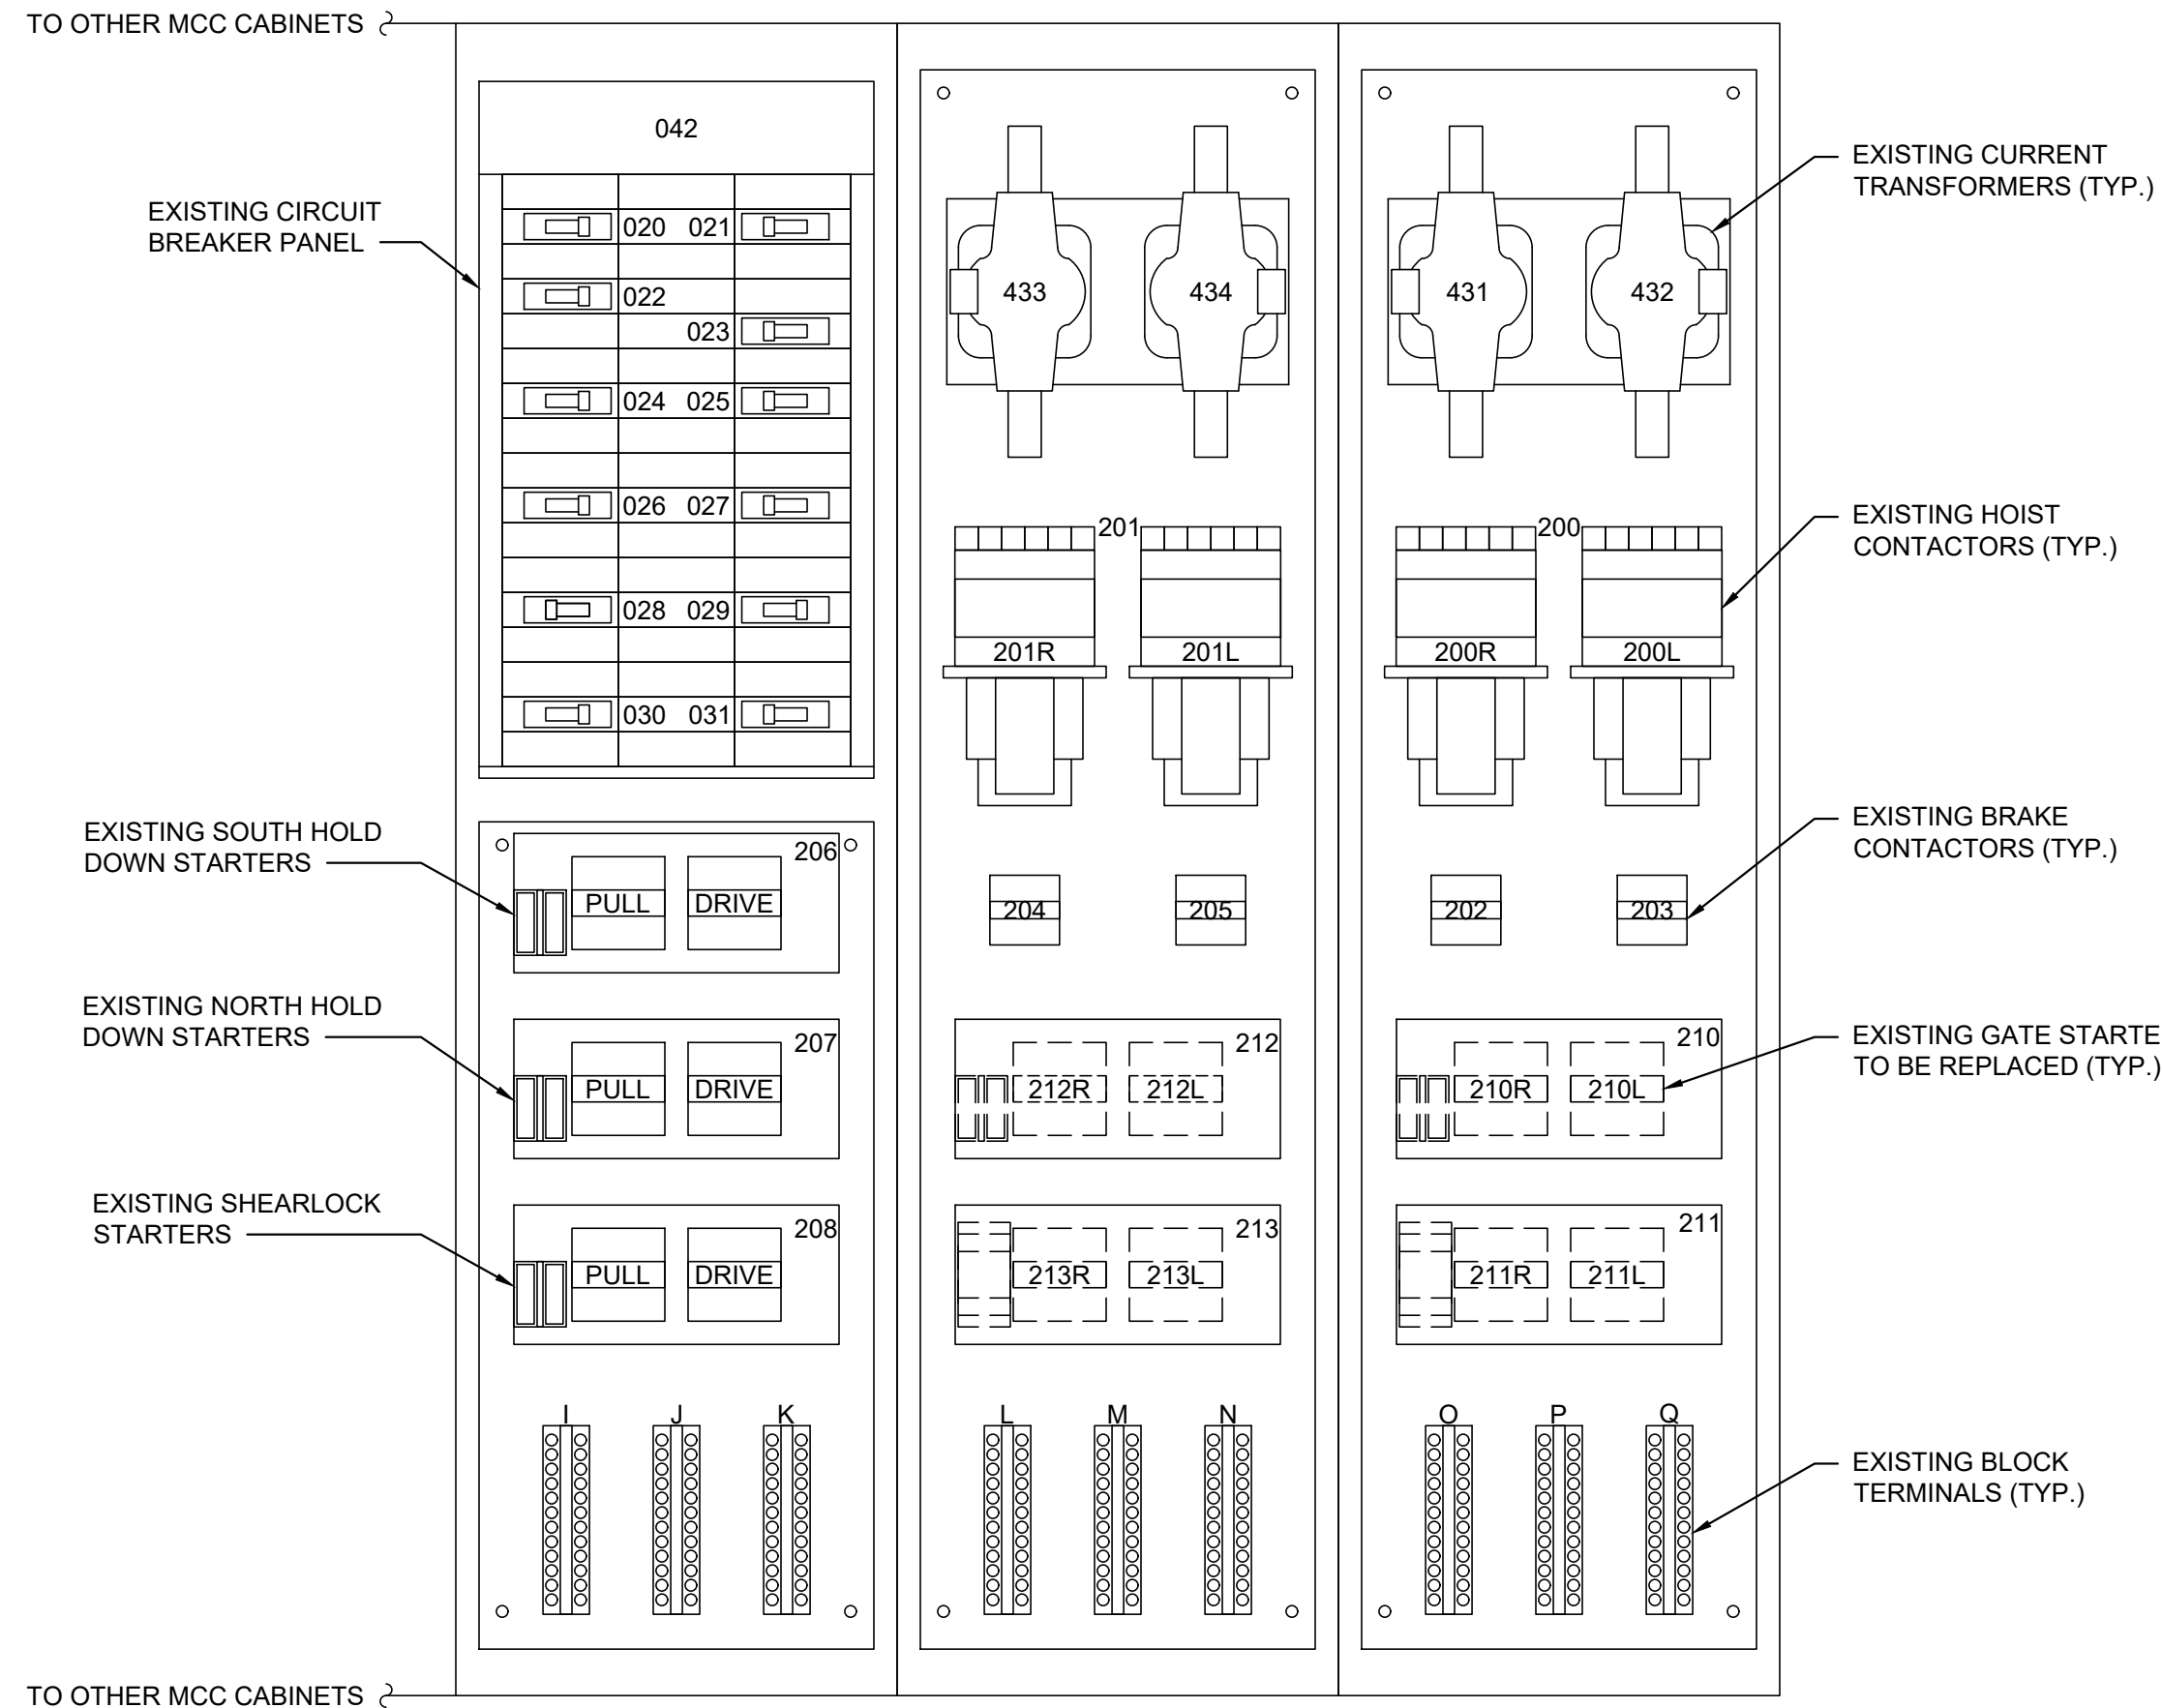 TO OTHER MCC CABINETS
042
EXISTING CIRCUIT
BREAKER PANEL
020 021
022
023
024 025
026 027
028 029
030 031
EXISTING SOUTH HOLD
DOWN STARTERS
206
PULL DRIVE
EXISTING NORTH HOLD
DOWN STARTERS
207
PULL DRIVE
EXISTING SHEARLOCK
STARTERS
208
PULL DRIVE
I J K
433 434
201
201R 201L
204 205
212
212R 212L
213
213R 213L
L M N
431 432
200
200R 200L
202 203
210
210R 210L
211
211R 211L
O P Q
EXISTING CURRENT
TRANSFORMERS (TYP.)
EXISTING HOIST
CONTACTORS (TYP.)
EXISTING BRAKE
CONTACTORS (TYP.)
EXISTING GATE STARTE
TO BE REPLACED (TYP.)
EXISTING BLOCK
TERMINALS (TYP.)
TO OTHER MCC CABINETS